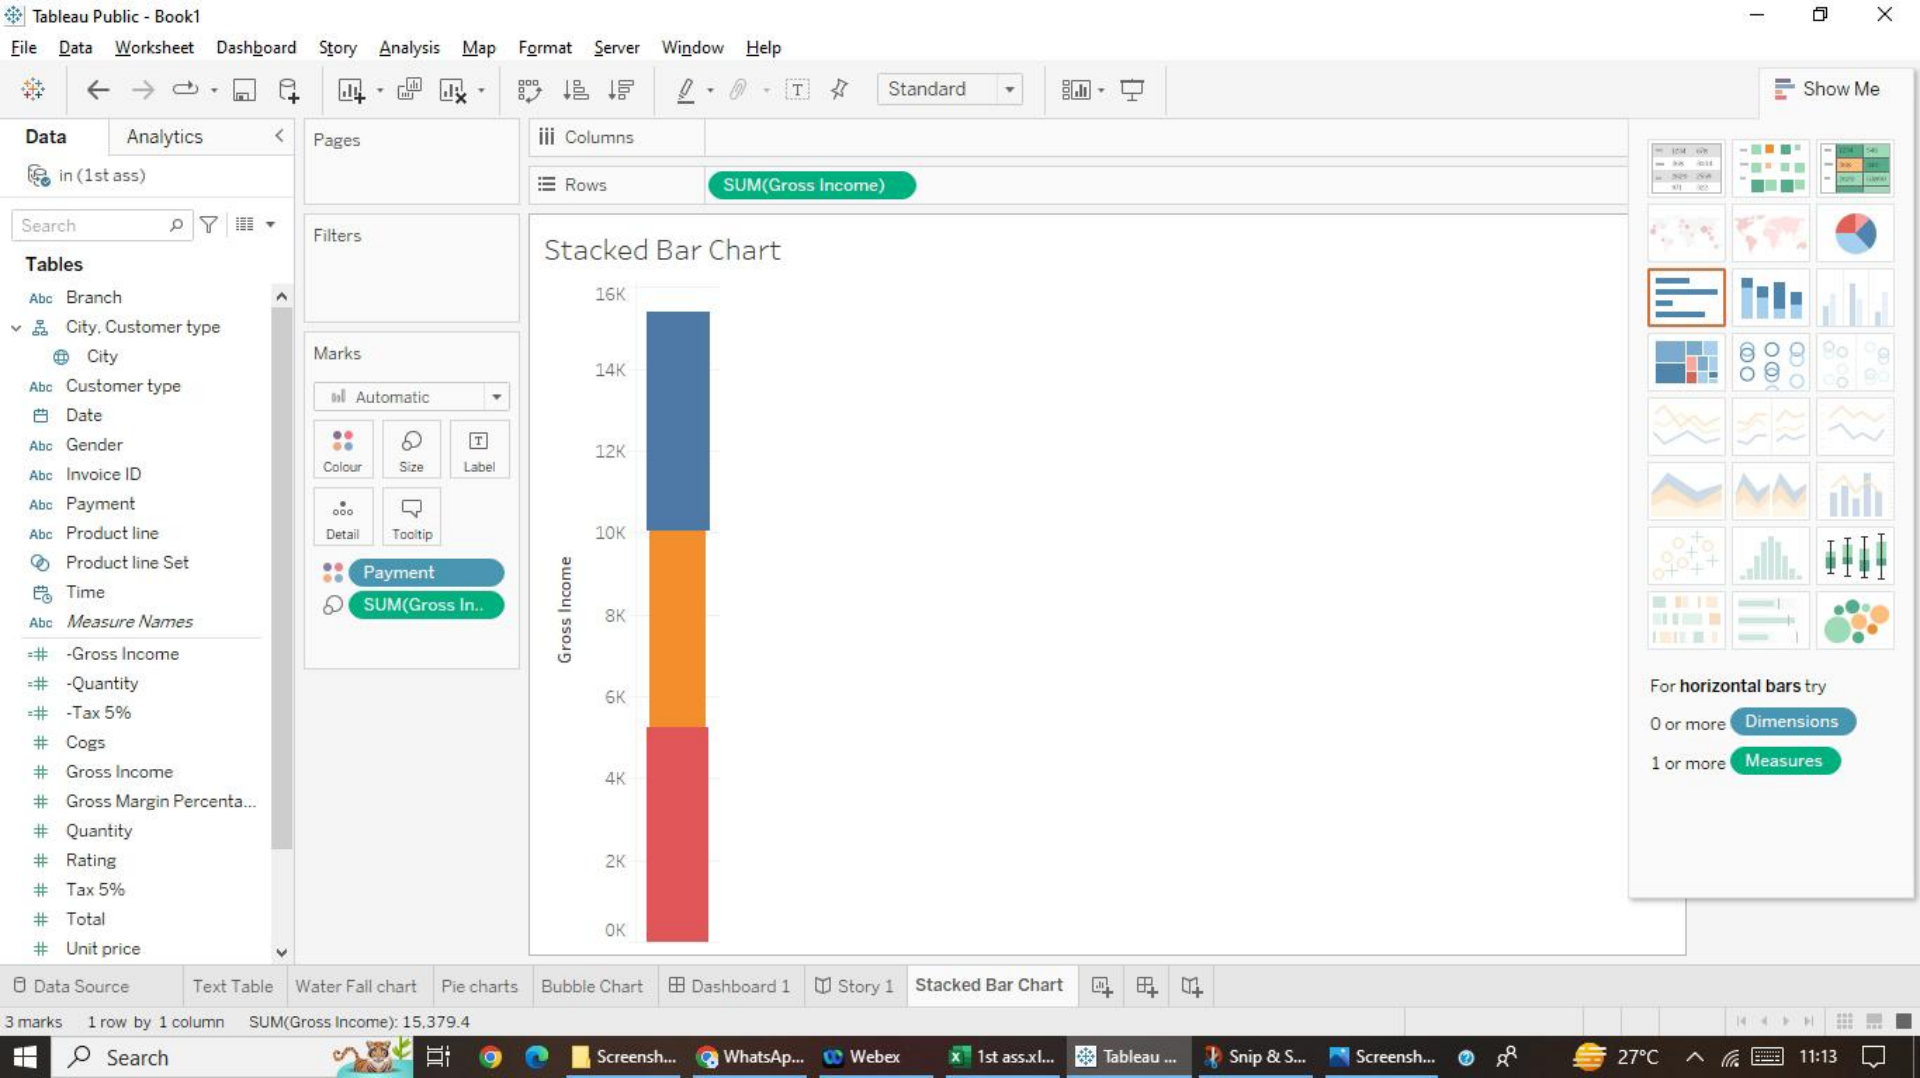 Tableau Public - Book1
File Data Worksheet Dashboard Story Analysis Map Format Server Window Help
Standard
Show Me
Data Analytics
Pages
Columns
in (1st ass)
Rows
SUM(Gross Income)
Search
Filters
Stacked Bar Chart
Tables
Abc Branch
City, Customer type
City
Abc Customer type
Date
Abc Gender
Abc Invoice ID
Abc Payment
Abc Product line
Product line Set
Time
Abc Measure Names
=# -Gross Income
=# -Quantity
=# -Tax 5%
# Cogs
# Gross Income
# Gross Margin Percenta...
# Quantity
# Rating
# Tax 5%
# Total
# Unit price
Marks
Automatic
Colour Size Label
Detail Tooltip
Payment
SUM(Gross In..
Gross Income
16K
14K
12K
10K
8K
6K
4K
2K
0K
For horizontal bars try
0 or more Dimensions
1 or more Measures
Data Source Text Table Water Fall chart Pie charts Bubble Chart Dashboard 1 Story 1 Stacked Bar Chart
3 marks 1 row by 1 column SUM(Gross Income): 15,379.4
Search
Screensh... WhatsAp... Webex 1st ass.xl... Tableau ... Snip & S... Screensh... 27°C 11:13